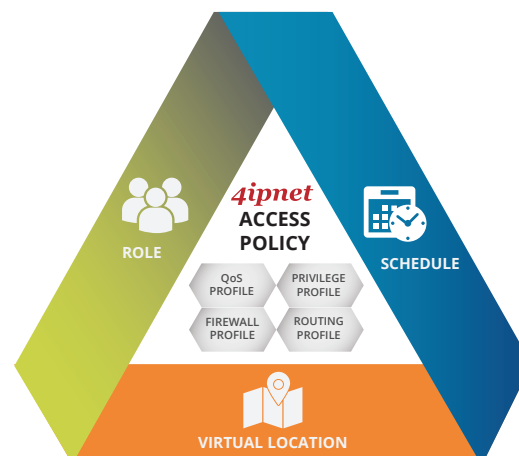 4ipnet
ACCESS
POLICY
ROLE
SCHEDULE
QoS
PROFILE
PRIVILEGE
PROFILE
FIREWALL
PROFILE
ROUTING
PROFILE
VIRTUAL LOCATION